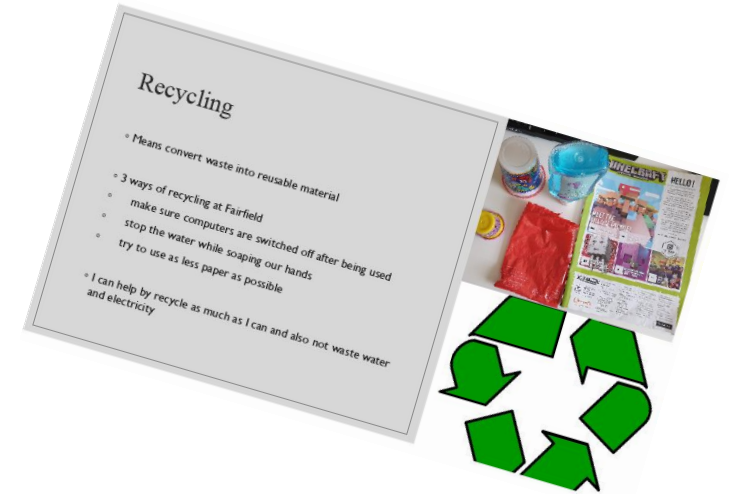 Recycling
Means convert waste into reusable material
3 ways of recycling at Fairfield
make sure computers are switched off after being used
stop the water while soaping our hands
try to use as less paper as possible
I can help by recycle as much as I can and also not waste water
and electricity
MINECRAFT
HELLO!